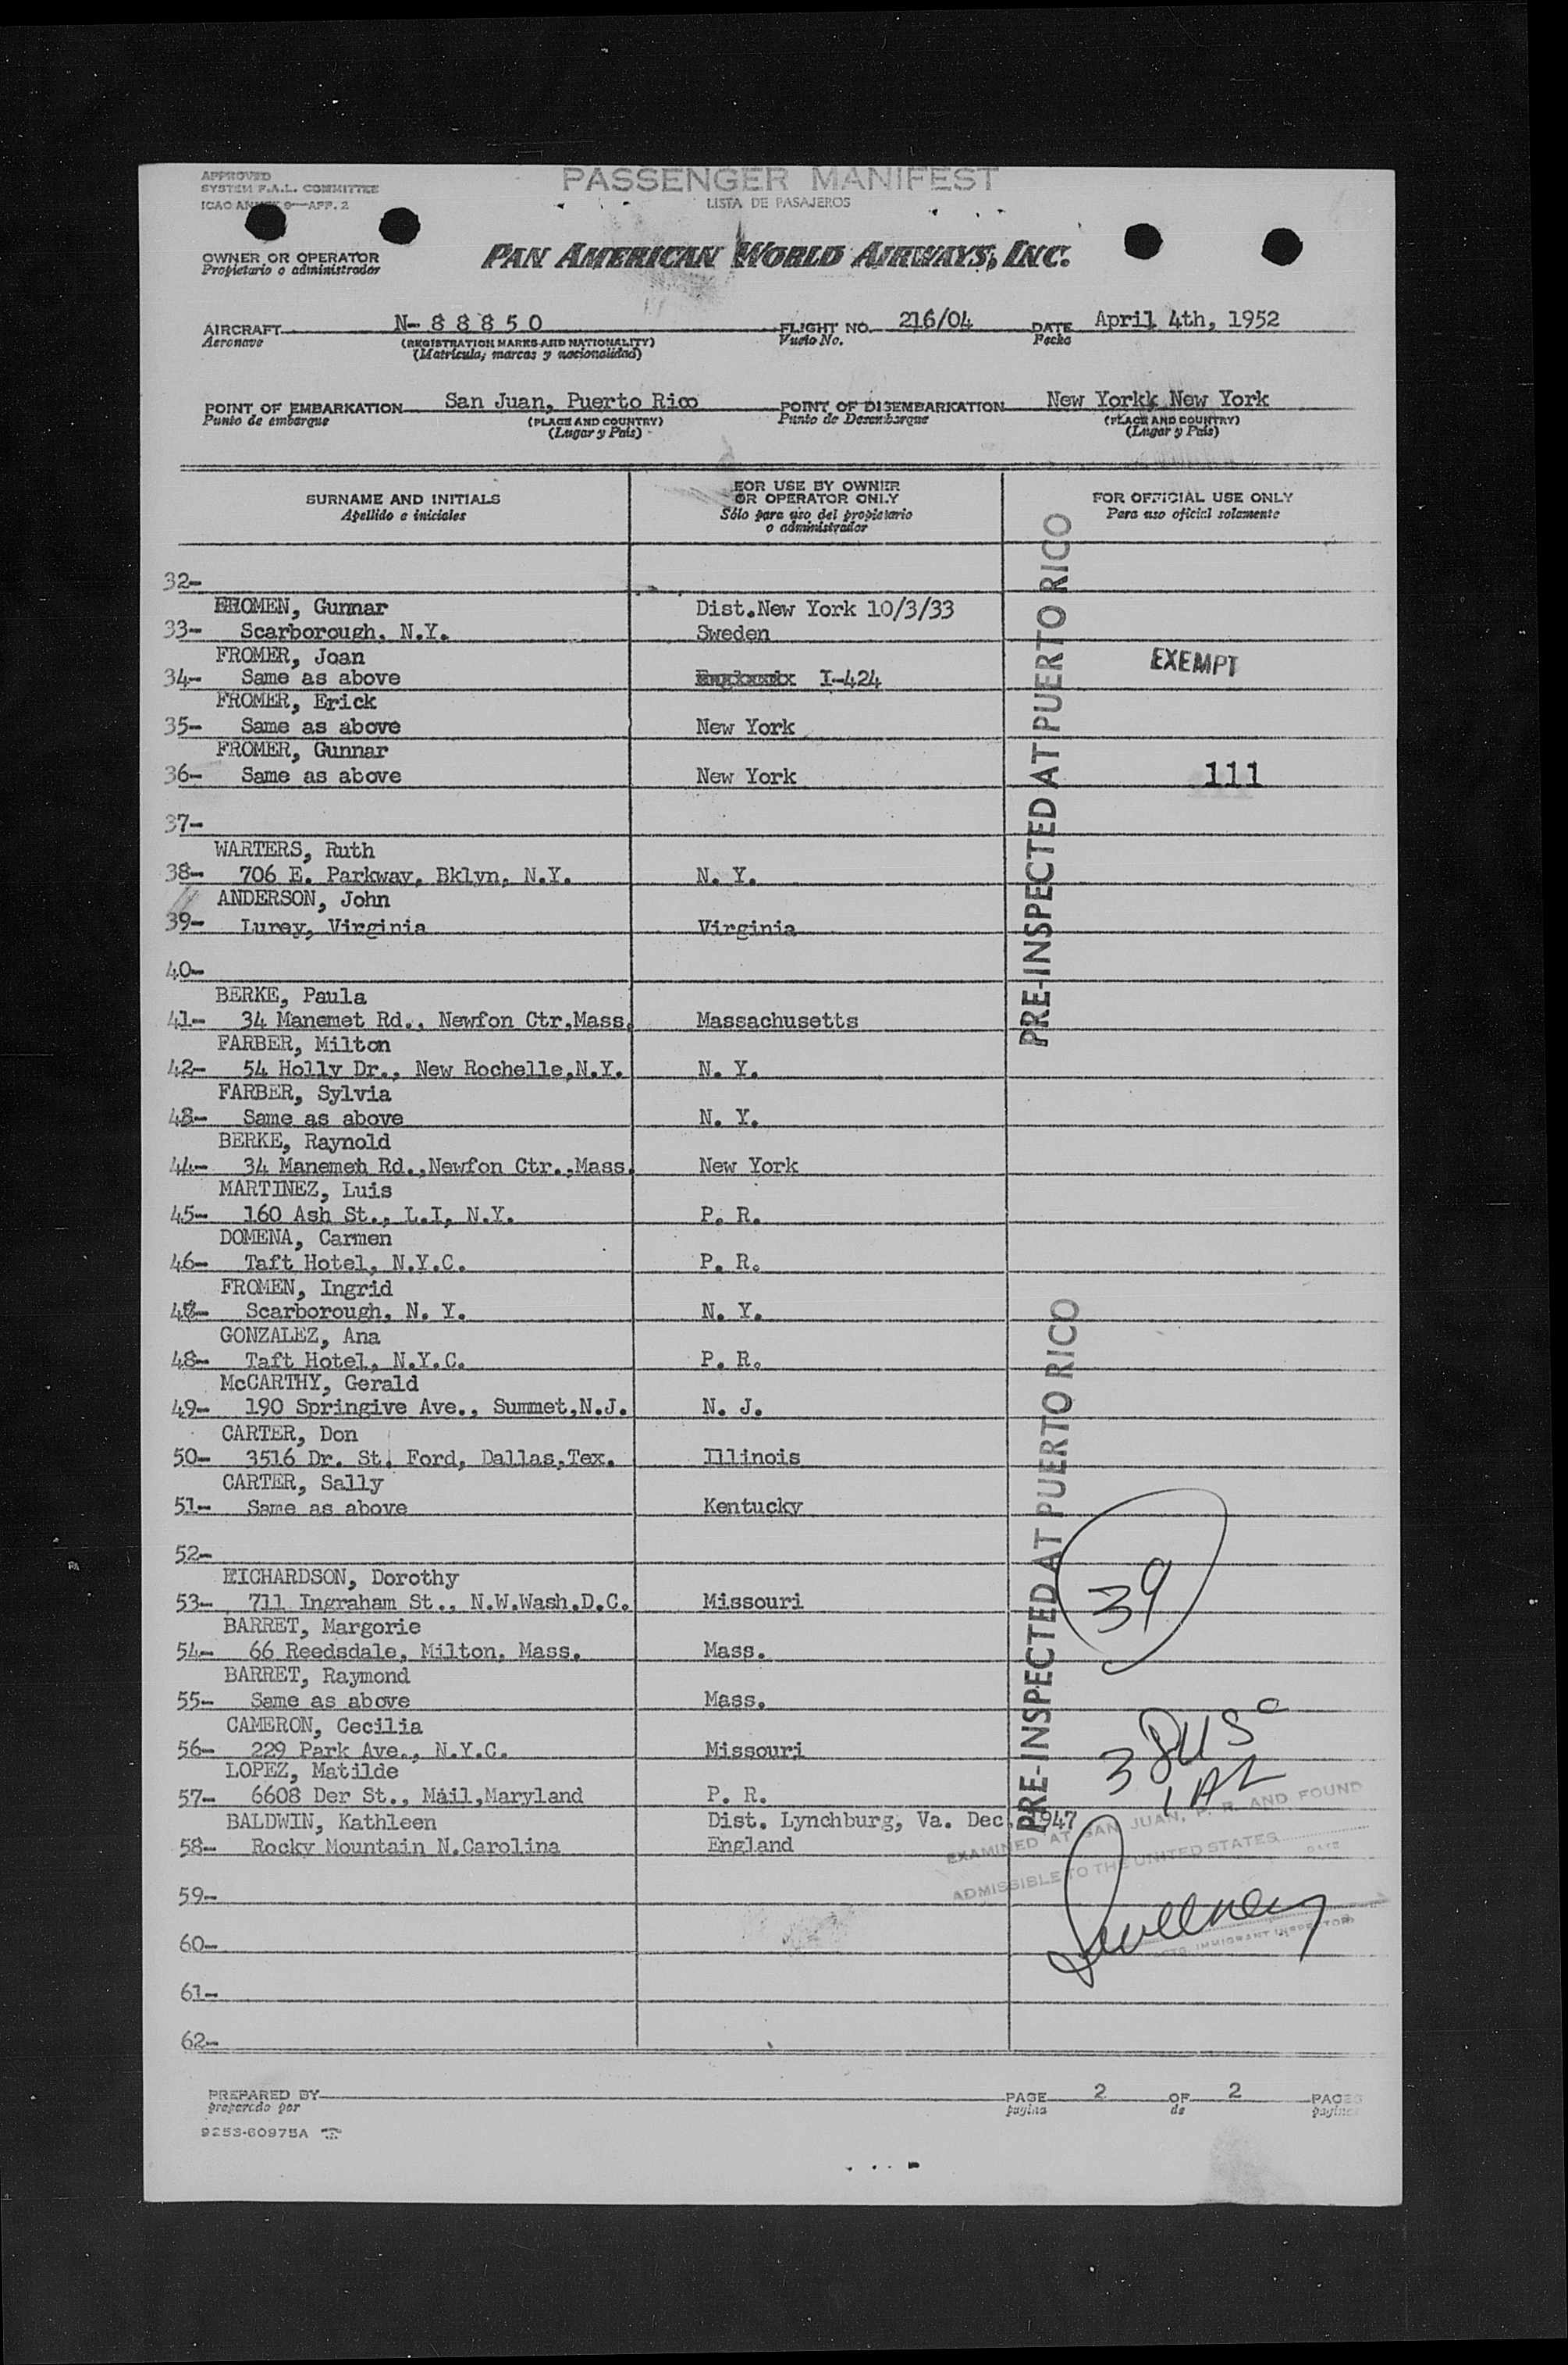 APPROVED
SYSTEM F.A.L. COMMITTEE
ICAO ANNEX 9—APP. 2
PASSENGER MANIFEST
LISTA DE PASAJEROS
OWNER OR OPERATOR
Propietario o administrador
PAN AMERICAN WORLD AIRWAYS, INC.
AIRCRAFT N-88850 FLIGHT NO. 216/04 DATE April 4th, 1952
Aeronave (REGISTRATION MARKS AND NATIONALITY) Vuelo No. Fecha
(Matrícula, marcas y nacionalidad)
POINT OF EMBARKATION San Juan, Puerto Rico POINT OF DISEMBARKATION New Yorkk New York
Punto de embarque (PLACE AND COUNTRY) Punto de Desembarque (PLACE AND COUNTRY)
(Lugar y País) (Lugar y País)
SURNAME AND INITIALS FOR USE BY OWNER OR OPERATOR ONLY FOR OFFICIAL USE ONLY
Apellido e iniciales Sólo para uso del propietario o administrador Para uso oficial solamente
32-
FROMEN, Gunnar Dist.New York 10/3/33
33- Scarborough, N.Y. Sweden
FROMER, Joan EXEMPT
34- Same as above I-424
FROMER, Erick
35- Same as above New York
FROMER, Gunnar
36- Same as above New York 111
37-
WARTERS, Ruth
38- 706 E. Parkway, Bklyn, N.Y. N. Y.
ANDERSON, John
39- Lurey, Virginia Virginia
40-
BERKE, Paula
41- 34 Manemet Rd., Newfon Ctr,Mass. Massachusetts
FARBER, Milton
42- 54 Holly Dr., New Rochelle,N.Y. N. Y.
FARBER, Sylvia
43- Same as above N. Y.
BERKE, Raynold
44- 34 Manemeh Rd.,Newfon Ctr.,Mass. New York
MARTINEZ, Luis
45- 160 Ash St., L.I, N.Y. P. R.
DOMENA, Carmen
46- Taft Hotel, N.Y.C. P. R.
FROMEN, Ingrid
47- Scarborough, N. Y. N. Y.
GONZALEZ, Ana
48- Taft Hotel, N.Y.C. P. R.
McCARTHY, Gerald
49- 190 Springive Ave., Summet,N.J. N. J.
CARTER, Don
50- 3516 Dr. St. Ford, Dallas,Tex. Illinois
CARTER, Sally
51- Same as above Kentucky
52-
RICHARDSON, Dorothy
53- 711 Ingraham St., N.W.Wash.D.C. Missouri
39
BARRET, Margorie
54- 66 Reedsdale, Milton, Mass. Mass.
BARRET, Raymond
55- Same as above Mass.
CAMERON, Cecilia
56- 229 Park Ave., N.Y.C. Missouri
38 USC
LOPEZ, Matilde
57- 6608 Der St., Mail,Maryland P. R.
BALDWIN, Kathleen Dist. Lynchburg, Va. Dec. 1947
58- Rocky Mountain N.Carolina England
PRE-INSPECTED AT PUERTO RICO
PRE-INSPECTED AT PUERTO RICO
EXAMINED AT SAN JUAN, P. R. AND FOUND
ADMISSIBLE TO THE UNITED STATES
DATE
IMMIGRANT INSPECTOR
59-
60-
61-
62-
PREPARED BY PAGE 2 OF 2 PAGES
preparado por pagina de paginas
9253-60975A